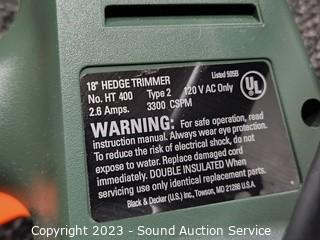 18" HEDGE TRIMMER
Listed 505B
No. HT 400 Type 2 120 V AC Only
2.6 Amps. 3300 CSPM
UL
WARNING: For safe operation, read
instruction manual. Always wear eye protection.
To reduce the risk of electrical shock, do not
expose to water. Replace damaged cord
immediately. DOUBLE INSULATED When
servicing use only identical replacement parts.
Black & Decker (U.S.) Inc., Towson, MD 21286 U.S.A.
Copyright 2023 - Sound Auction Service